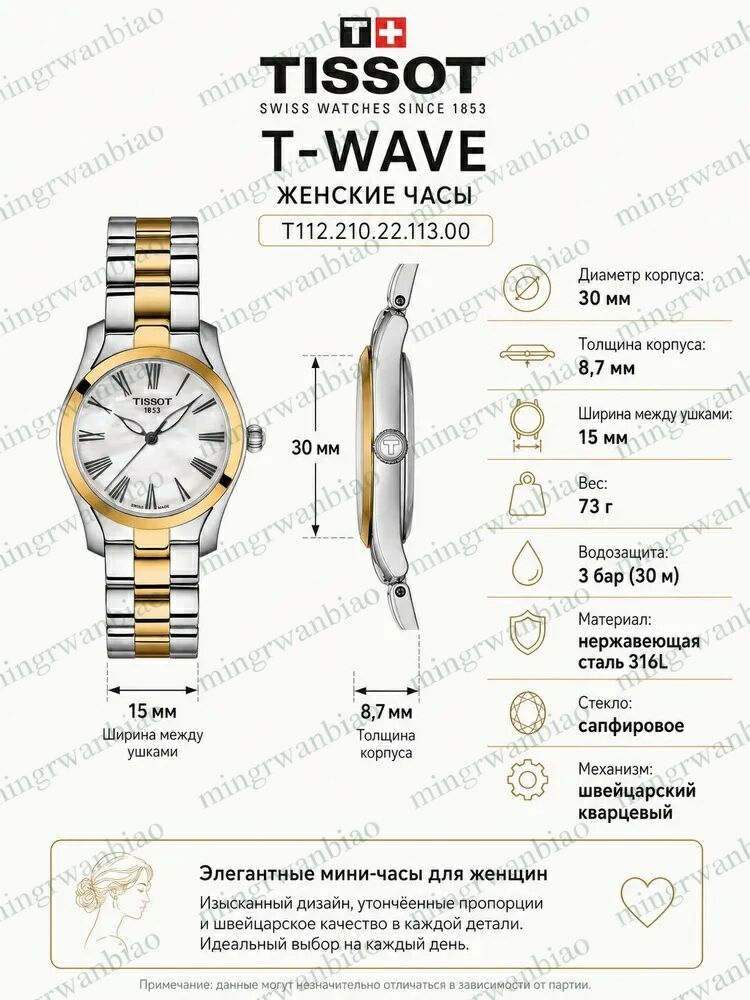 T+
TISSOT
SWISS WATCHES SINCE 1853
T-WAVE
ЖЕНСКИЕ ЧАСЫ
T112.210.22.113.00
TISSOT
1853
SWISS MADE
T
30 мм
15 мм
Ширина между
ушками
8,7 мм
Толщина
корпуса
Диаметр корпуса:
30 мм
Толщина корпуса:
8,7 мм
Ширина между ушками:
15 мм
Вес:
73 г
Водозащита:
3 бар (30 м)
Материал:
нержавеющая
сталь 316L
Стекло:
сапфировое
Механизм:
швейцарский
кварцевый
Элегантные мини-часы для женщин
Изысканный дизайн, утончённые пропорции
и швейцарское качество в каждой детали.
Идеальный выбор на каждый день.
Примечание: данные могут незначительно отличаться в зависимости от партии.
mingrwanbiao